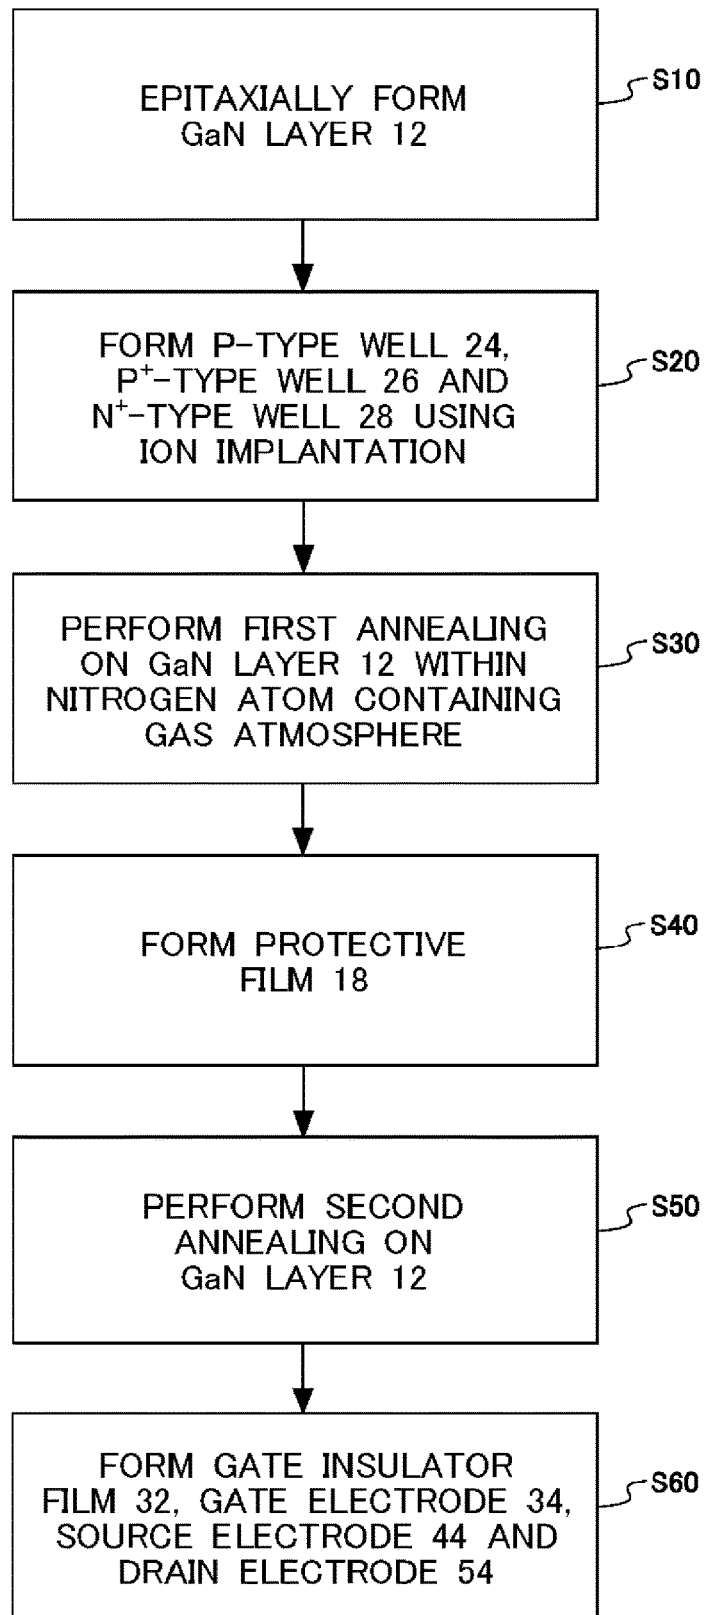 EPITAXIALLY FORM
GaN LAYER 12
S10
FORM P-TYPE WELL 24,
P⁺-TYPE WELL 26 AND
N⁺-TYPE WELL 28 USING
ION IMPLANTATION
S20
PERFORM FIRST ANNEALING
ON GaN LAYER 12 WITHIN
NITROGEN ATOM CONTAINING
GAS ATMOSPHERE
S30
FORM PROTECTIVE
FILM 18
S40
PERFORM SECOND
ANNEALING ON
GaN LAYER 12
S50
FORM GATE INSULATOR
FILM 32, GATE ELECTRODE 34,
SOURCE ELECTRODE 44 AND
DRAIN ELECTRODE 54
S60